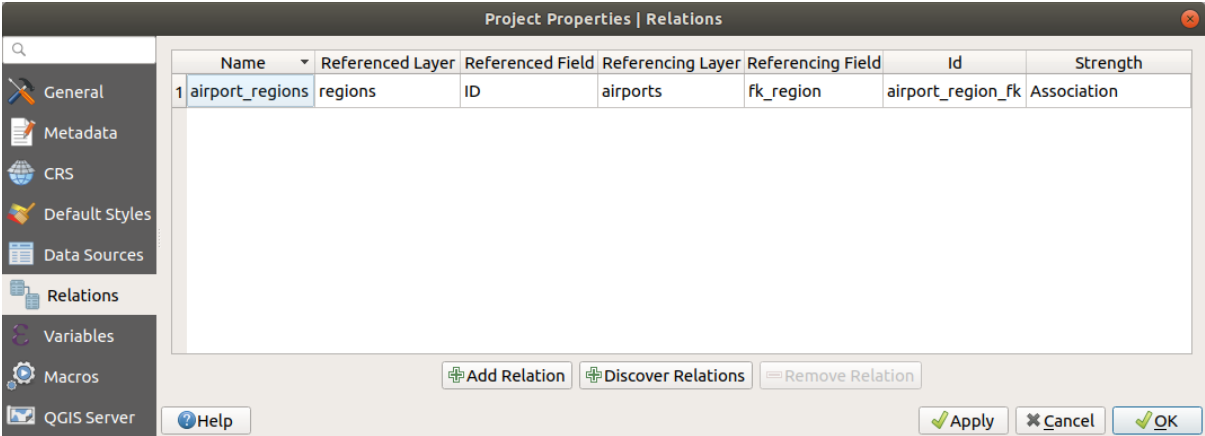 Project Properties | Relations
Name Referenced Layer Referenced Field Referencing Layer Referencing Field Id Strength
1 airport_regions regions ID airports fk_region airport_region_fk Association
General
Metadata
CRS
Default Styles
Data Sources
Relations
Variables
Macros
QGIS Server
Add Relation Discover Relations Remove Relation
Help Apply Cancel OK